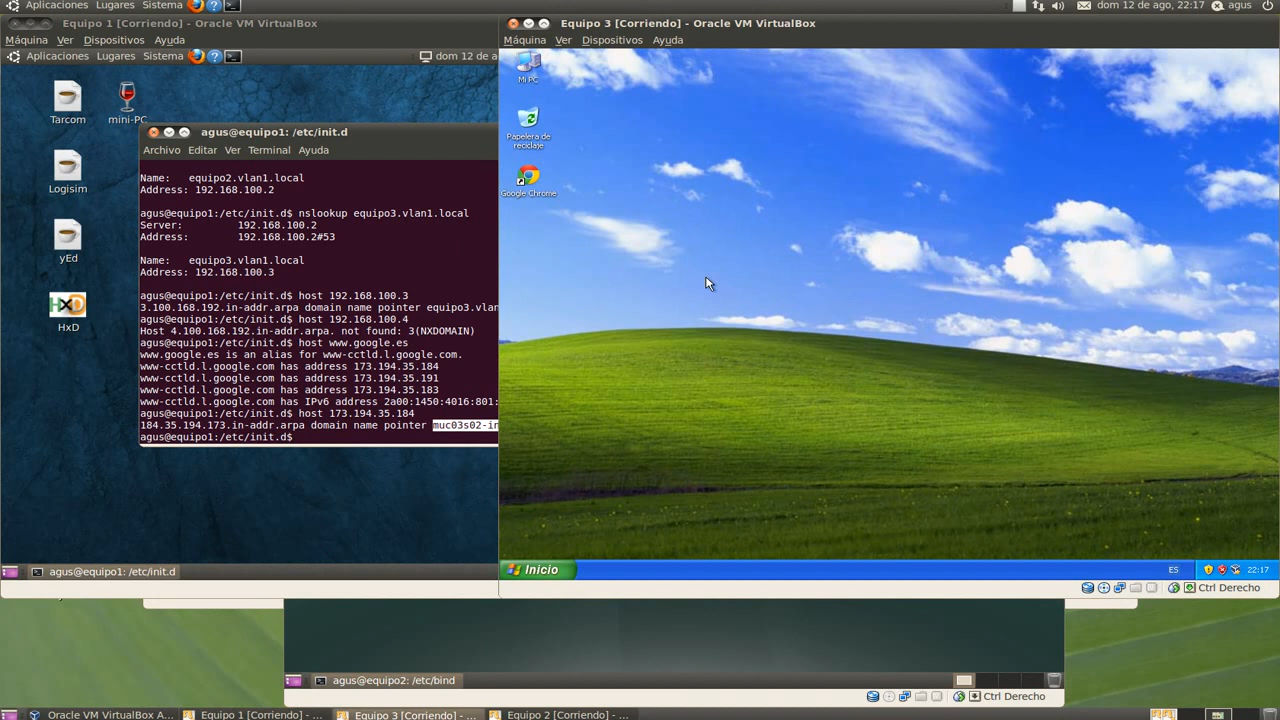 Aplicaciones Lugares Sistema dom 12 de ago, 22:17 agus
Equipo 1 [Corriendo] - Oracle VM VirtualBox
Máquina Ver Dispositivos Ayuda
Aplicaciones Lugares Sistema dom 12 de a
Tarcom
mini-PC
Logisim
yEd
HxD
agus@equipo1: /etc/init.d
Archivo Editar Ver Terminal Ayuda
Name: equipo2.vlan1.local
Address: 192.168.100.2
agus@equipo1:/etc/init.d$ nslookup equipo3.vlan1.local
Server: 192.168.100.2
Address: 192.168.100.2#53
Name: equipo3.vlan1.local
Address: 192.168.100.3
agus@equipo1:/etc/init.d$ host 192.168.100.3
3.100.168.192.in-addr.arpa domain name pointer equipo3.vlan
agus@equipo1:/etc/init.d$ host 192.168.100.4
Host 4.100.168.192.in-addr.arpa. not found: 3(NXDOMAIN)
agus@equipo1:/etc/init.d$ host www.google.es
www.google.es is an alias for www-cctld.l.google.com.
www-cctld.l.google.com has address 173.194.35.184
www-cctld.l.google.com has address 173.194.35.191
www-cctld.l.google.com has address 173.194.35.183
www-cctld.l.google.com has IPv6 address 2a00:1450:4016:801:
agus@equipo1:/etc/init.d$ host 173.194.35.184
184.35.194.173.in-addr.arpa domain name pointer muc03s02-in
agus@equipo1:/etc/init.d$
agus@equipo1: /etc/init.d
Equipo 3 [Corriendo] - Oracle VM VirtualBox
Máquina Ver Dispositivos Ayuda
Mi PC
Papelera de
reciclaje
Google Chrome
Inicio ES 22:17
Ctrl Derecho
agus@equipo2: /etc/bind
Ctrl Derecho
Oracle VM VirtualBox A... Equipo 1 [Corriendo] - ... Equipo 3 [Corriendo] - ... Equipo 2 [Corriendo] - ...